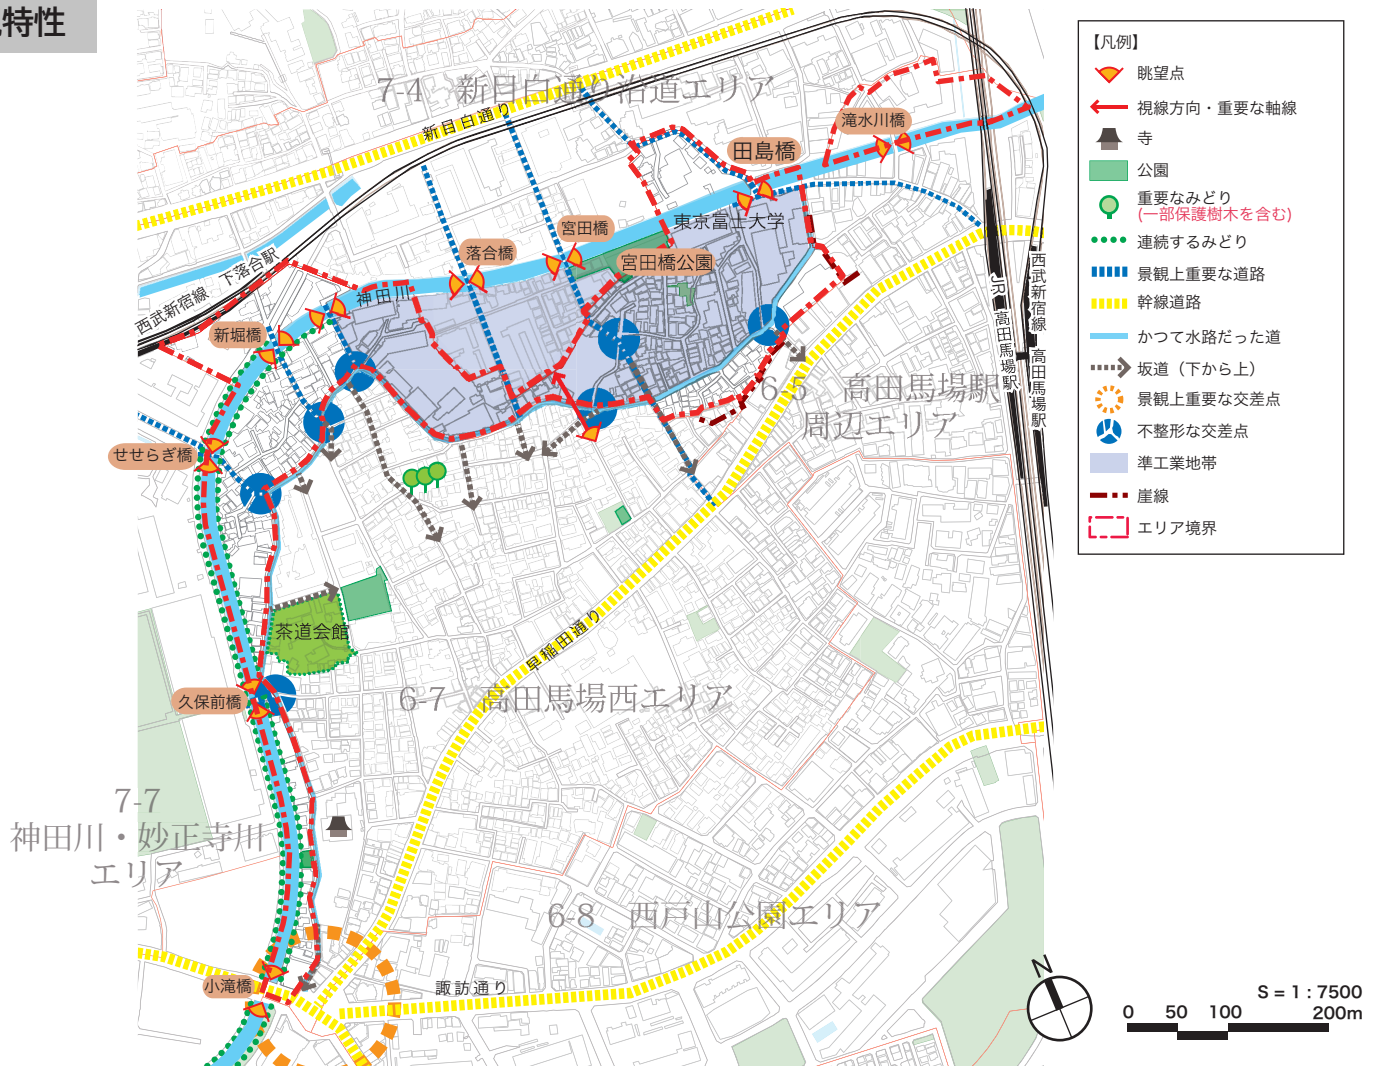 特性
7-4 新目白通り沿道エリア
新目白通り
滝水川橋
田島橋
東京富士大学
宮田橋
宮田橋公園
落合橋
神田川
下落合駅
西武新宿線
新堀橋
せせらぎ橋
6-5 高田馬場駅
周辺エリア
JR 高田馬場駅
西武新宿線 高田馬場駅
茶道会館
早稲田通り
久保前橋
6-7 高田馬場西エリア
7-7
神田川・妙正寺川
エリア
6-8 西戸山公園エリア
小滝橋
諏訪通り
【凡例】
眺望点
視線方向・重要な軸線
寺
公園
重要なみどり
(一部保護樹木を含む)
連続するみどり
景観上重要な道路
幹線道路
かつて水路だった道
坂道（下から上）
景観上重要な交差点
不整形な交差点
準工業地帯
崖線
エリア境界
N
S = 1 : 7500
0 50 100 200m